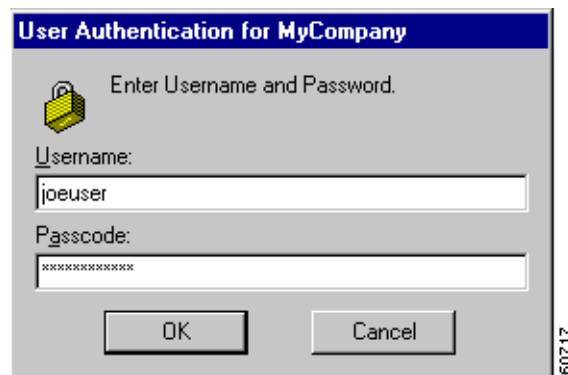 User Authentication for MyCompany
Enter Username and Password.
Username:
joeuser
Passcode:
************
OK
Cancel
60717